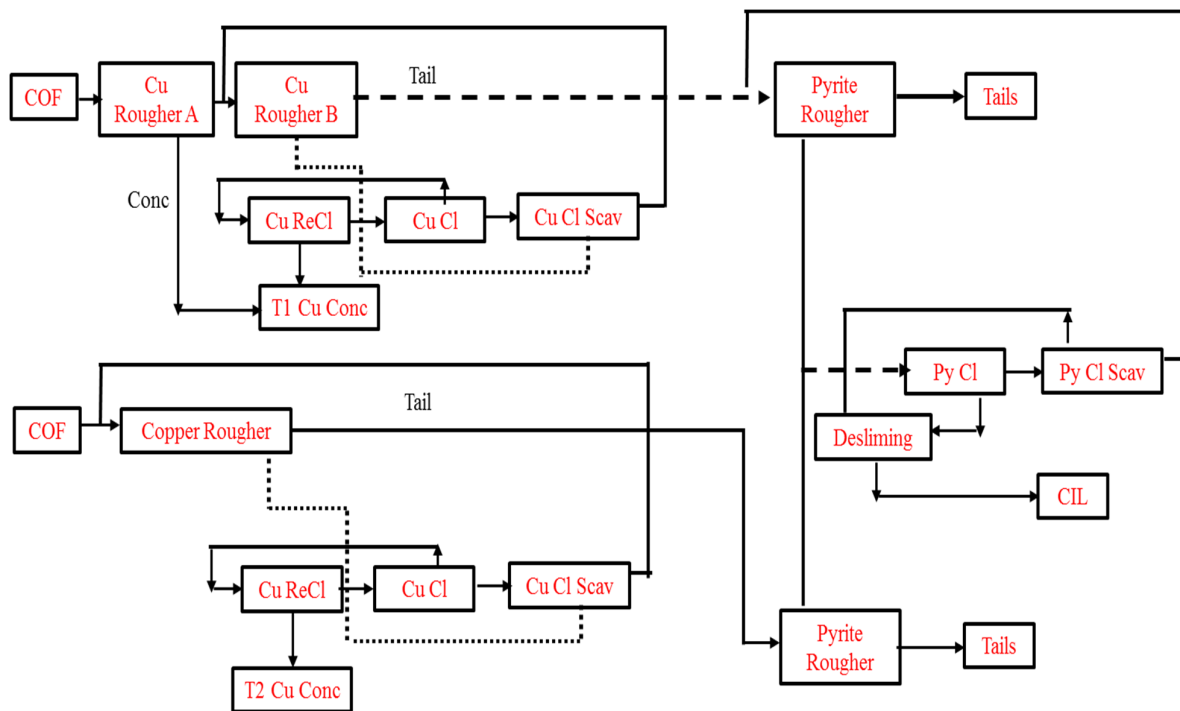 COF
Cu
Rougher A
Cu
Rougher B
Tail
Pyrite
Rougher
Tails
Conc
Cu ReCl
Cu Cl
Cu Cl Scav
T1 Cu Conc
Py Cl
Py Cl Scav
Desliming
CIL
COF
Copper Rougher
Tail
Cu ReCl
Cu Cl
Cu Cl Scav
T2 Cu Conc
Pyrite
Rougher
Tails